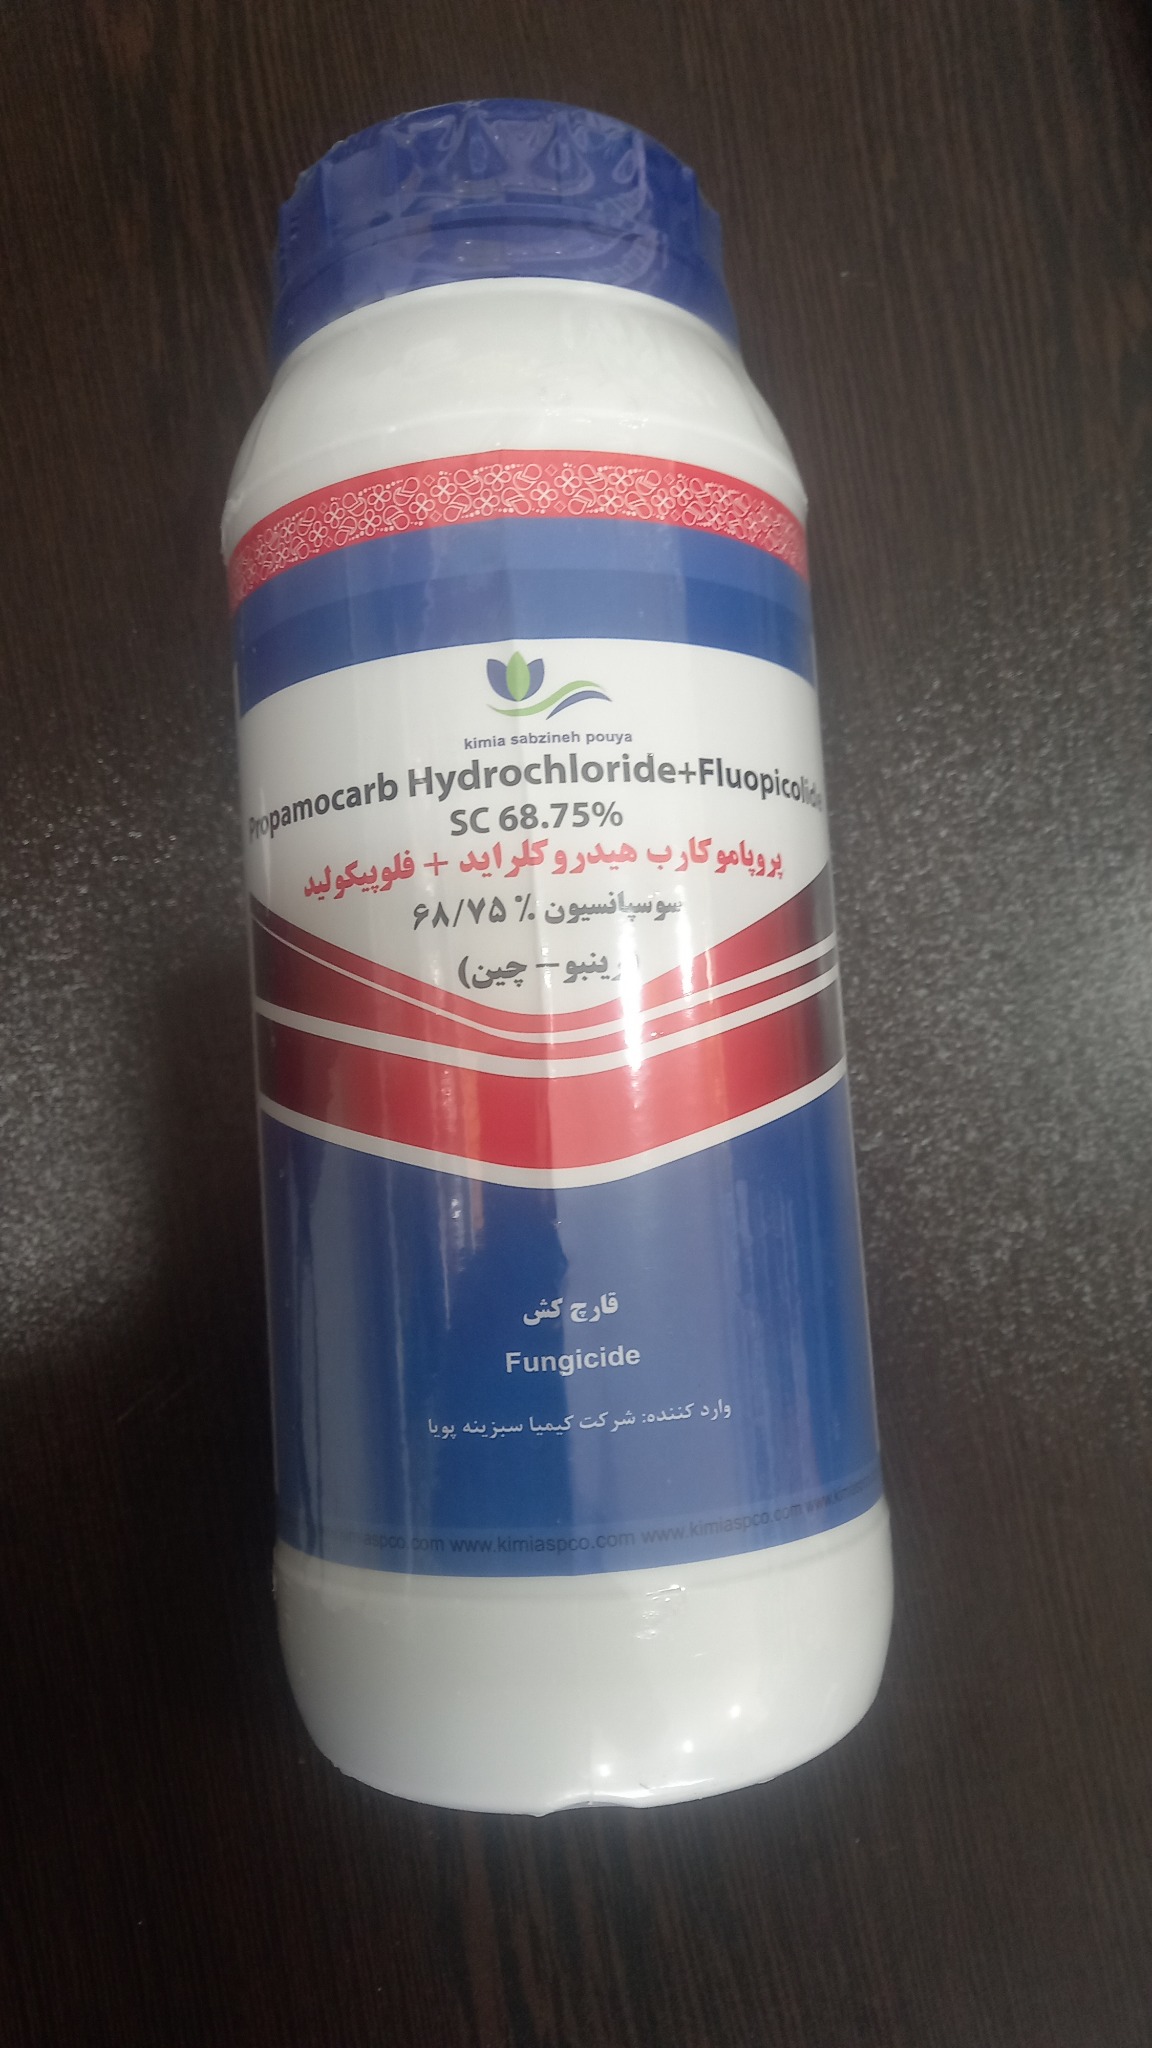 kimia sabzineh pouya
Propamocarb Hydrochloride+Fluopicolide
SC 68.75%
پروپاموکارب هیدروکلراید + فلوپیکولید
سوسپانسیون % ۶۸/۷۵
(رینبو- چین)
قارچ کش
Fungicide
وارد کننده: شرکت کیمیا سبزینه پویا
www.kimiaspco.com www.kimiaspco.com